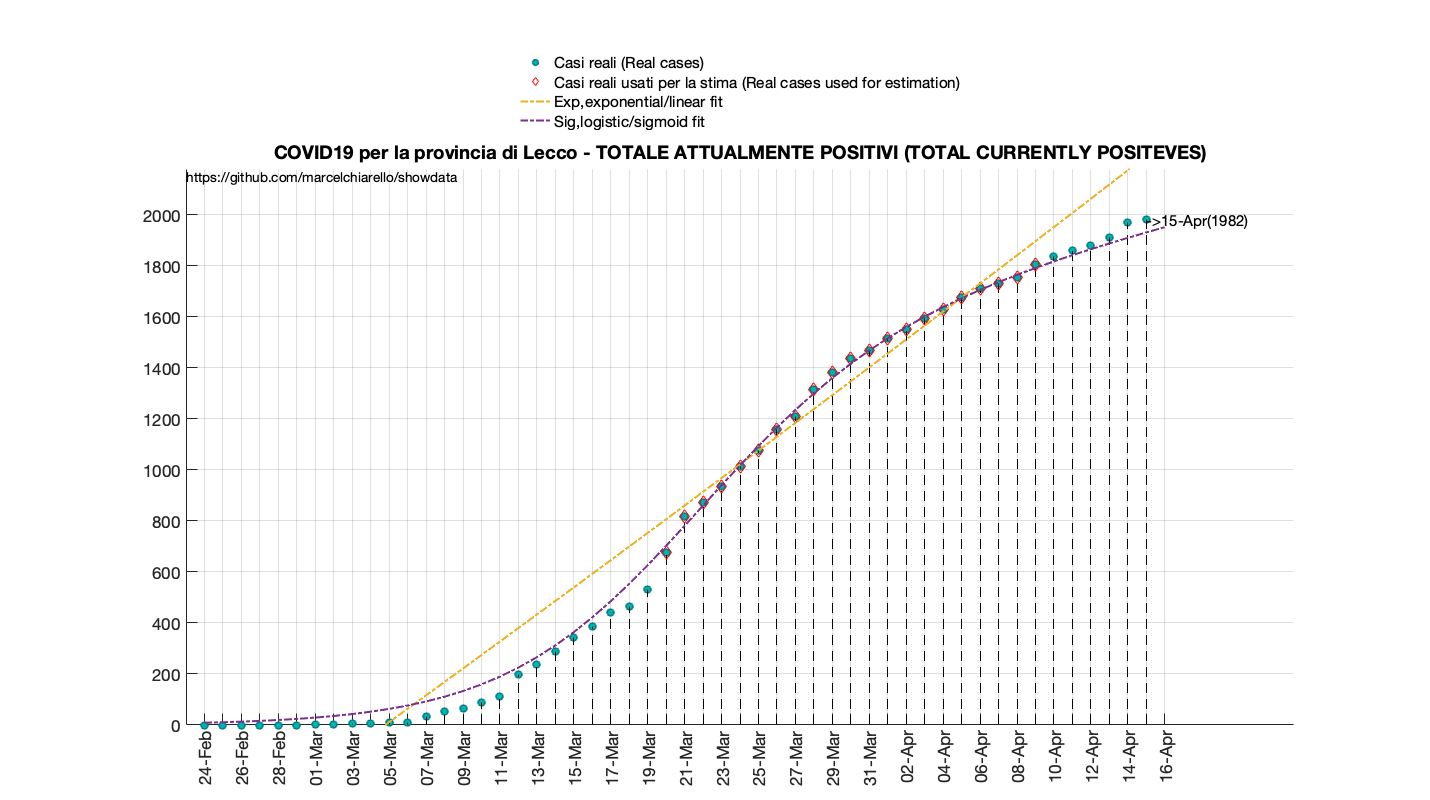 Casi reali (Real cases)
Casi reali usati per la stima (Real cases used for estimation)
Exp,exponential/linear fit
Sig,logistic/sigmoid fit
COVID19 per la provincia di Lecco - TOTALE ATTUALMENTE POSITIVI (TOTAL CURRENTLY POSITEVES)
https://github.com/marcelchiarello/showdata
2000
>15-Apr(1982)
1800
1600
1400
1200
1000
800
600
400
200
0
24-Feb
26-Feb
28-Feb
01-Mar
03-Mar
05-Mar
07-Mar
09-Mar
11-Mar
13-Mar
15-Mar
17-Mar
19-Mar
21-Mar
23-Mar
25-Mar
27-Mar
29-Mar
31-Mar
02-Apr
04-Apr
06-Apr
08-Apr
10-Apr
12-Apr
14-Apr
16-Apr